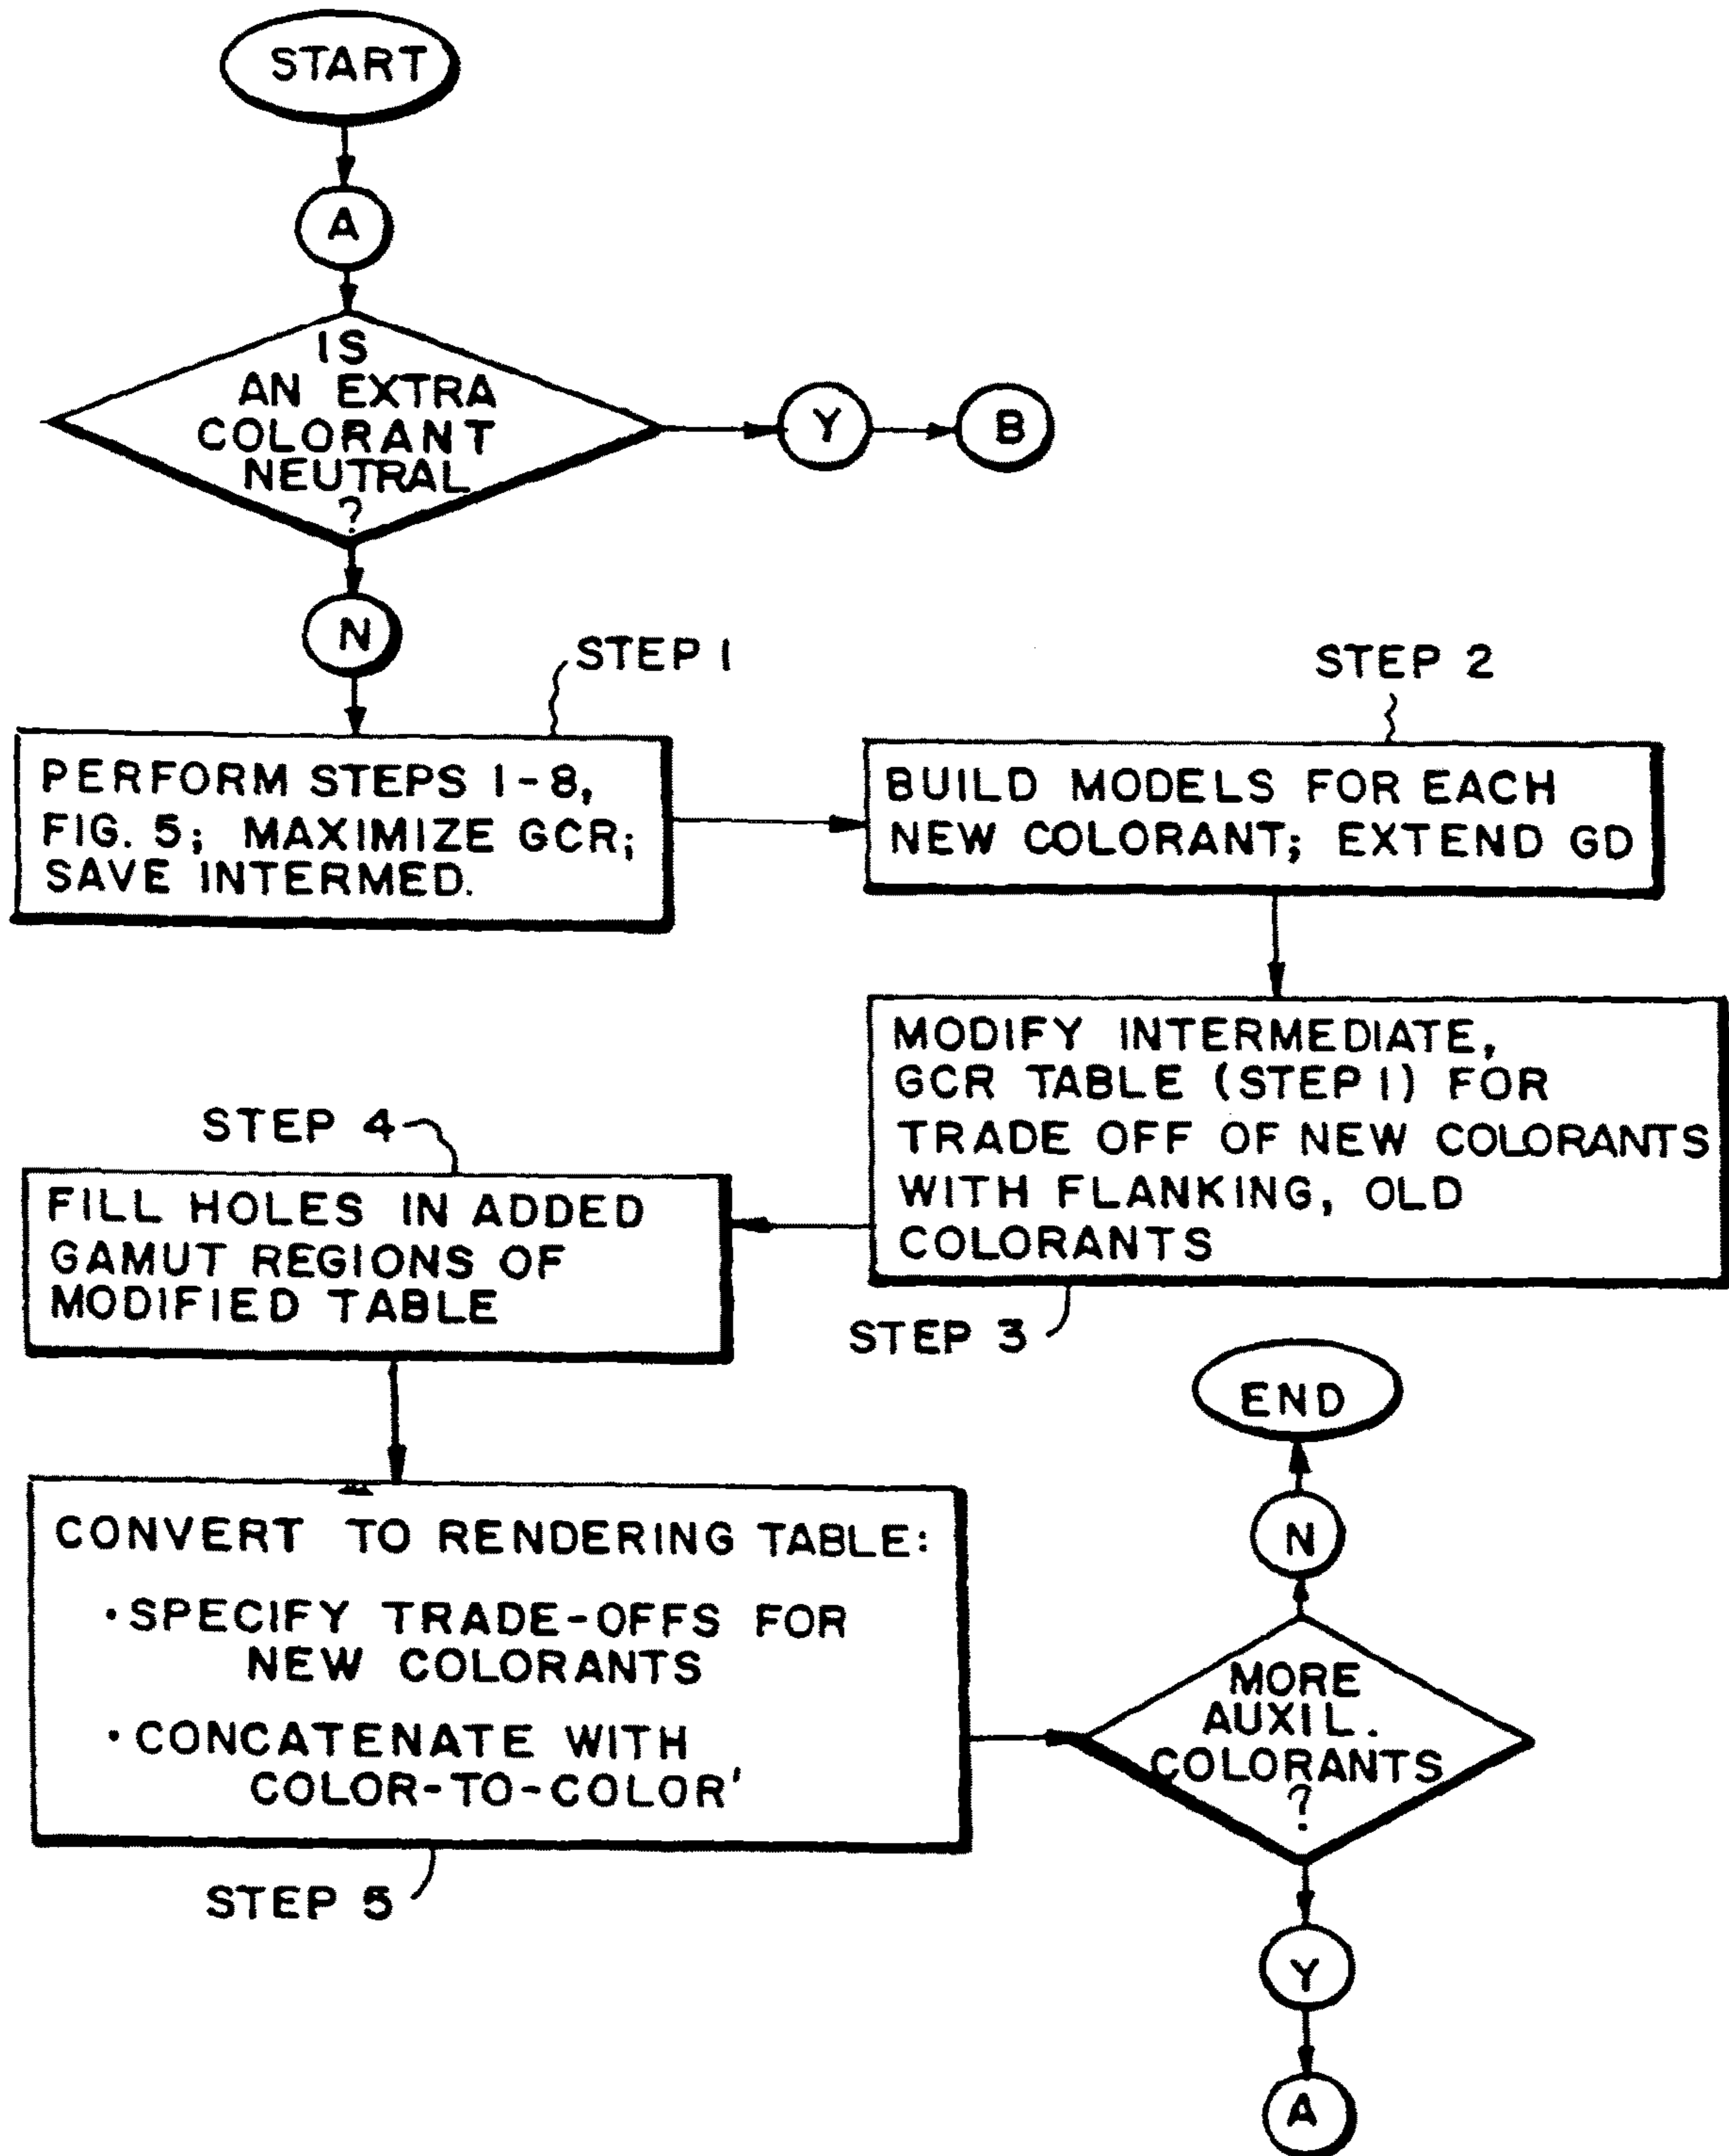 START
A
IS
AN EXTRA
COLORANT
NEUTRAL
?
Y
B
N
STEP 1
PERFORM STEPS 1-8,
FIG. 5; MAXIMIZE GCR;
SAVE INTERMED.
STEP 2
BUILD MODELS FOR EACH
NEW COLORANT; EXTEND GD
MODIFY INTERMEDIATE,
GCR TABLE (STEP 1) FOR
TRADE OFF OF NEW COLORANTS
WITH FLANKING, OLD
COLORANTS
STEP 3
STEP 4
FILL HOLES IN ADDED
GAMUT REGIONS OF
MODIFIED TABLE
CONVERT TO RENDERING TABLE:
• SPECIFY TRADE-OFFS FOR
NEW COLORANTS
• CONCATENATE WITH
COLOR-TO-COLOR'
STEP 5
END
N
MORE
AUXIL.
COLORANTS
?
Y
A